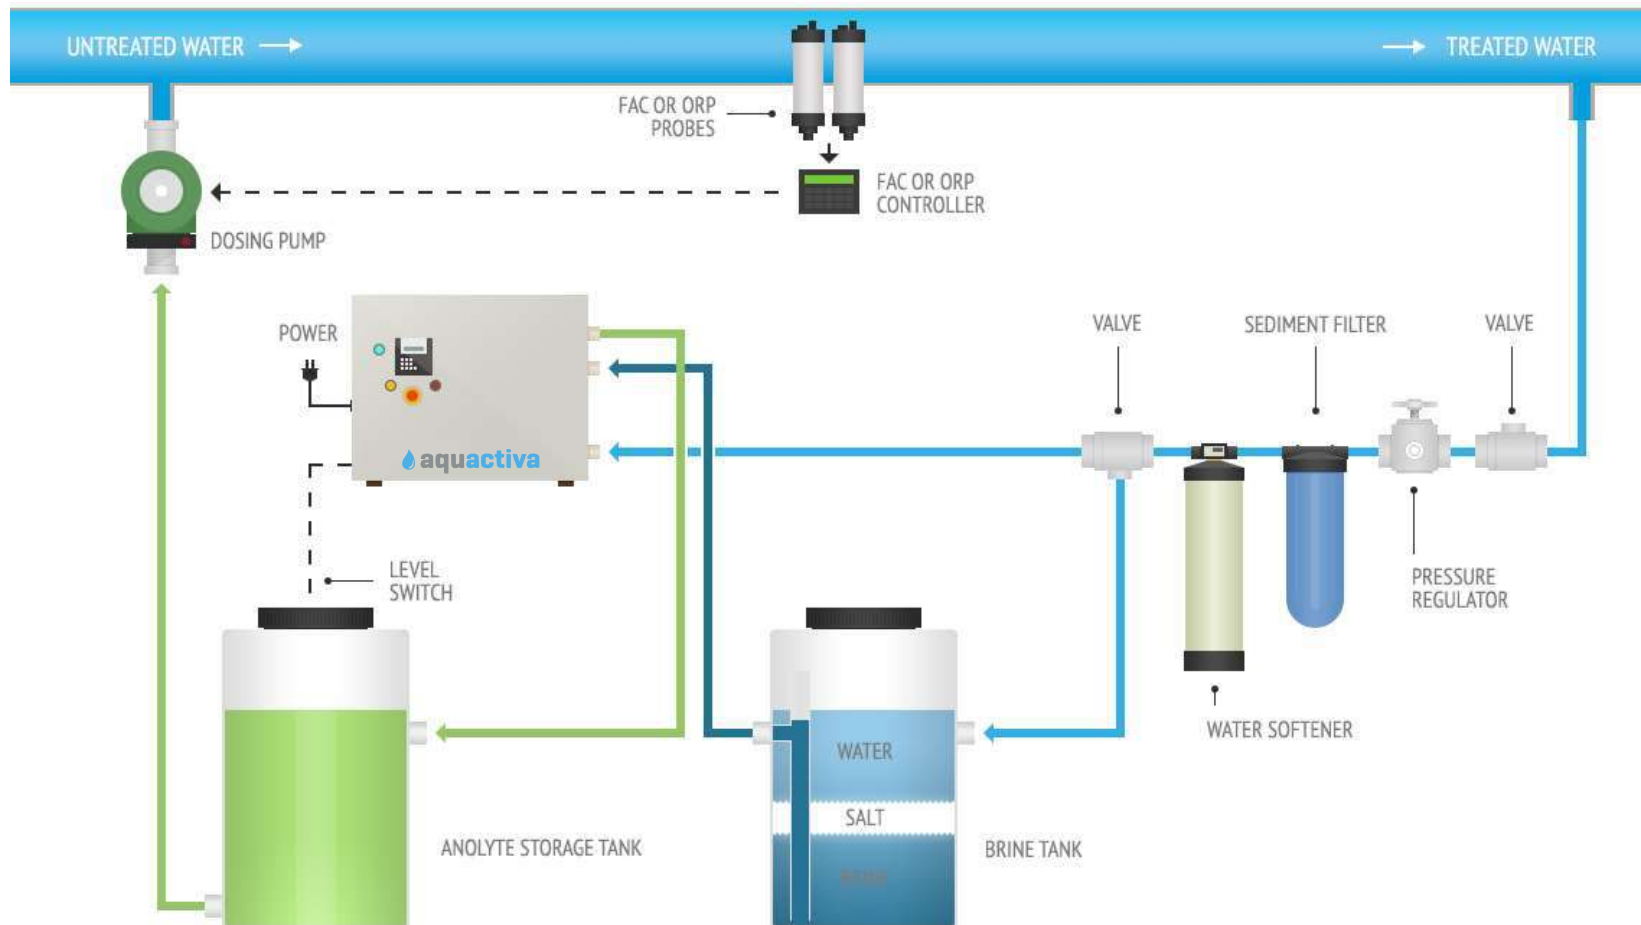 UNTREATED WATER
TREATED WATER
FAC OR ORP
PROBES
FAC OR ORP
CONTROLLER
DOSING PUMP
POWER
VALVE
SEDIMENT FILTER
VALVE
aquactiva
LEVEL
SWITCH
PRESSURE
REGULATOR
WATER SOFTENER
WATER
SALT
ANOLYTE STORAGE TANK
BRINE TANK
BRINE